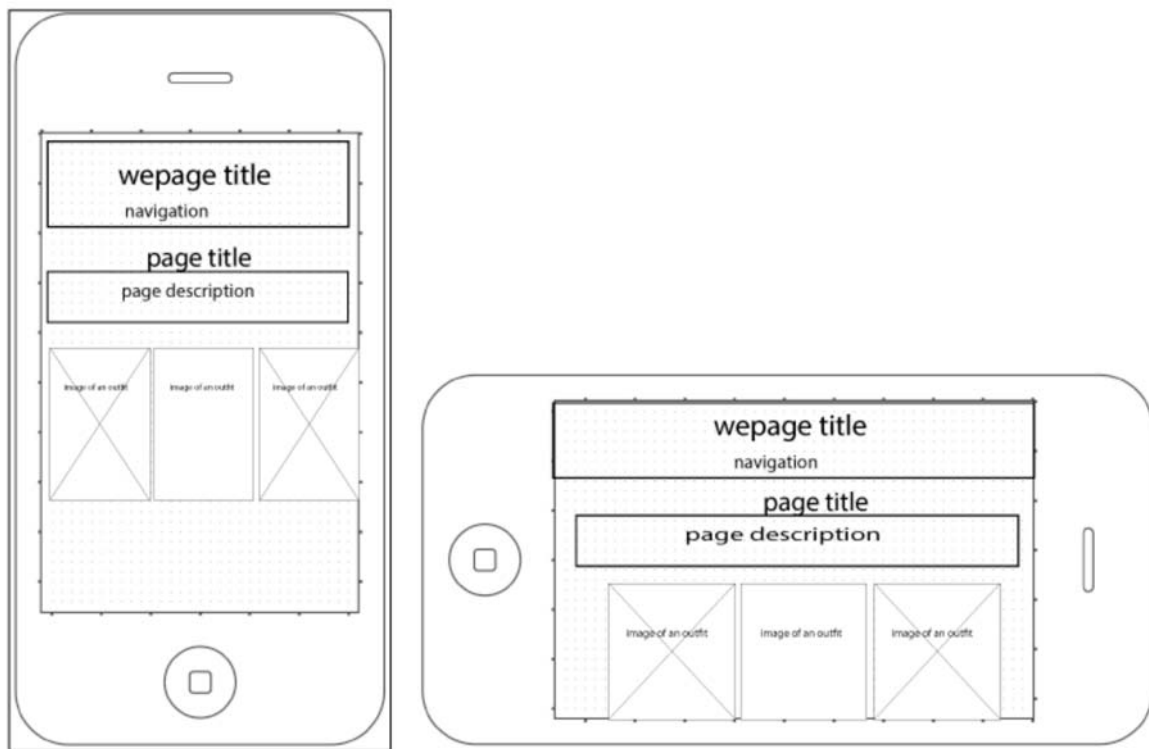 wepage title
navigation
page title
page description
image of an outfit
image of an outfit
image of an outfit
wepage title
navigation
page title
page description
image of an outfit
image of an outfit
image of an outfit